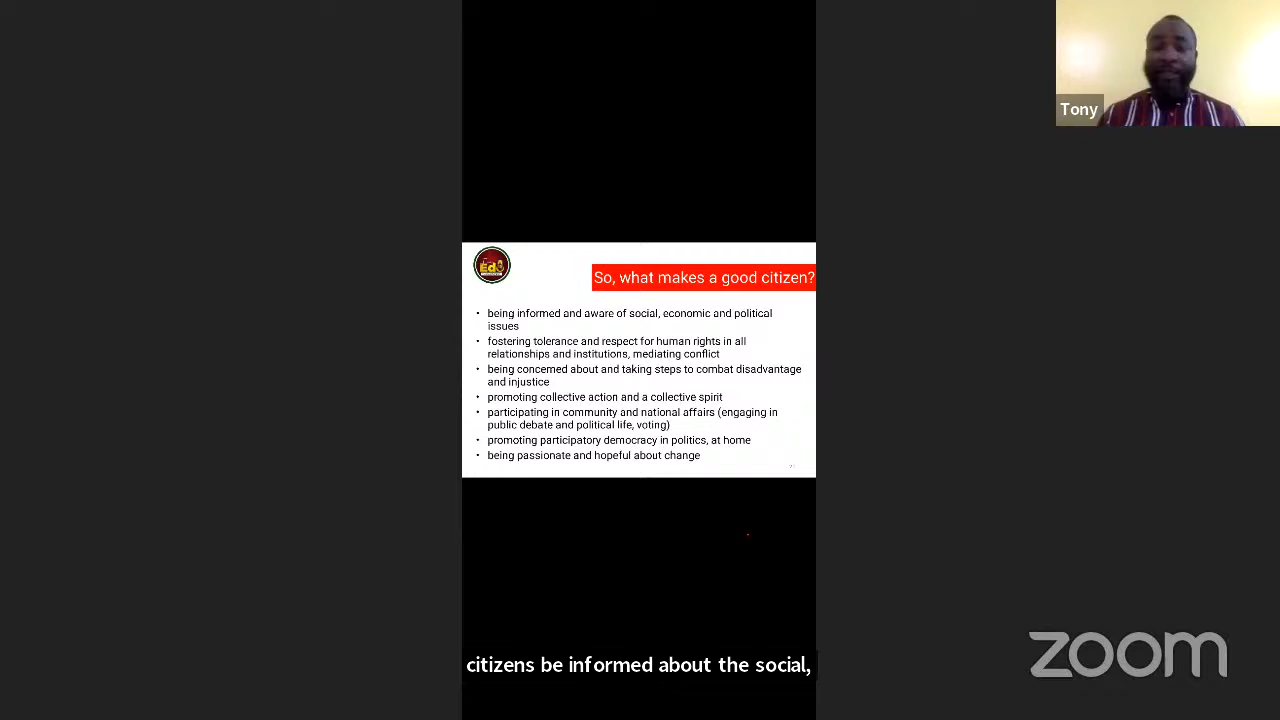 Tony
Ed
So, what makes a good citizen?
• being informed and aware of social, economic and political
issues
• fostering tolerance and respect for human rights in all
relationships and institutions, mediating conflict
• being concerned about and taking steps to combat disadvantage
and injustice
• promoting collective action and a collective spirit
• participating in community and national affairs (engaging in
public debate and political life, voting)
• promoting participatory democracy in politics, at home
• being passionate and hopeful about change
citizens be informed about the social,
zoom